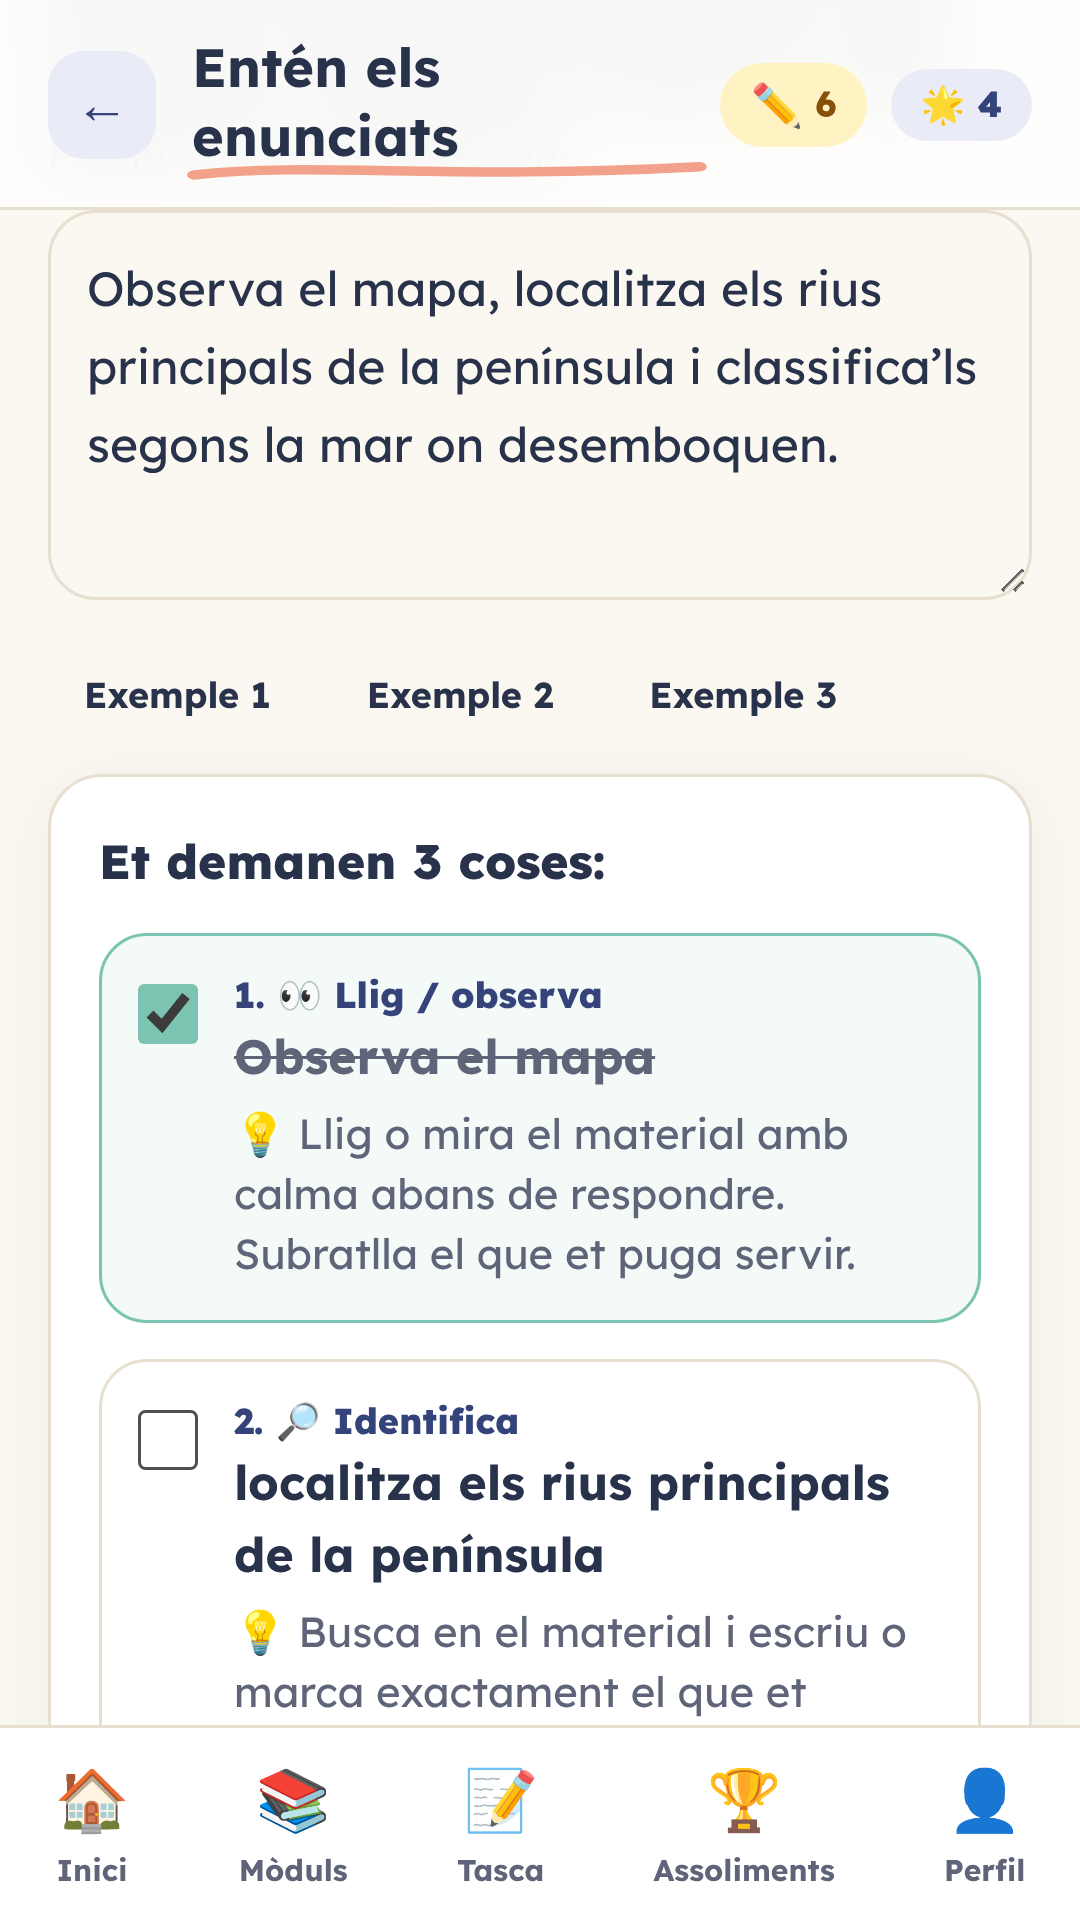 Entén els
enunciats
6
4
Observa el mapa, localitza els rius
principals de la península i classifica’ls
segons la mar on desemboquen.
Exemple 1
Exemple 2
Exemple 3
Et demanen 3 coses:
1. 👀 Llig / observa
Observa el mapa
💡 Llig o mira el material amb
calma abans de respondre.
Subratlla el que et puga servir.
2. 🔎 Identifica
localitza els rius principals
de la península
💡 Busca en el material i escriu o
marca exactament el que et
Inici
Mòduls
Tasca
Assoliments
Perfil